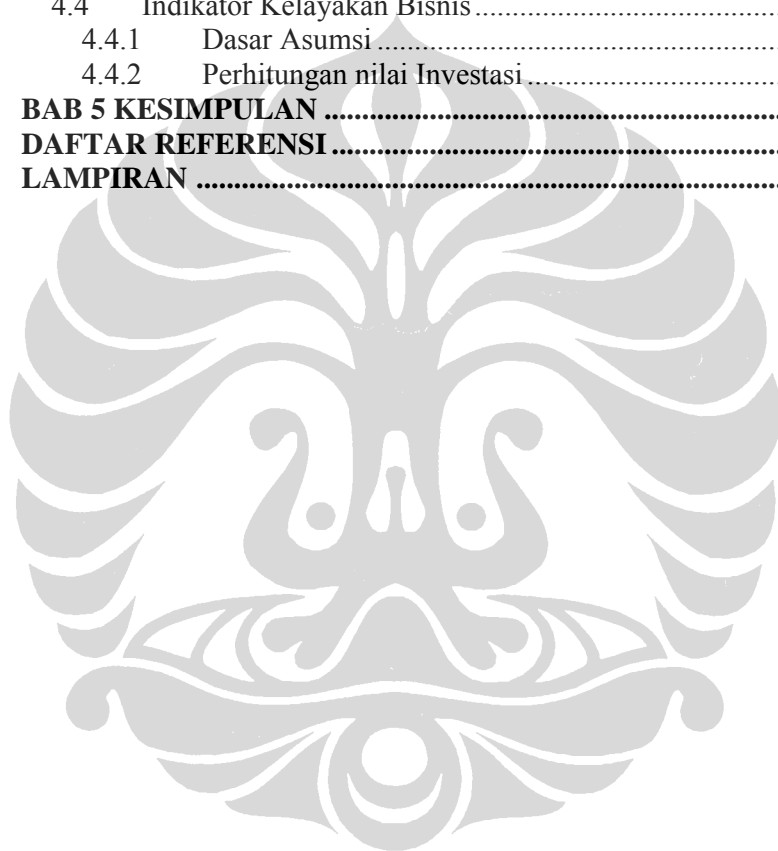 4.4 Indikator Kelayakan Bisnis ........................................
4.4.1 Dasar Asumsi ........................................................
4.4.2 Perhitungan nilai Investasi ...................................
BAB 5 KESIMPULAN ............................................................
DAFTAR REFERENSI ...........................................................
LAMPIRAN ............................................................................